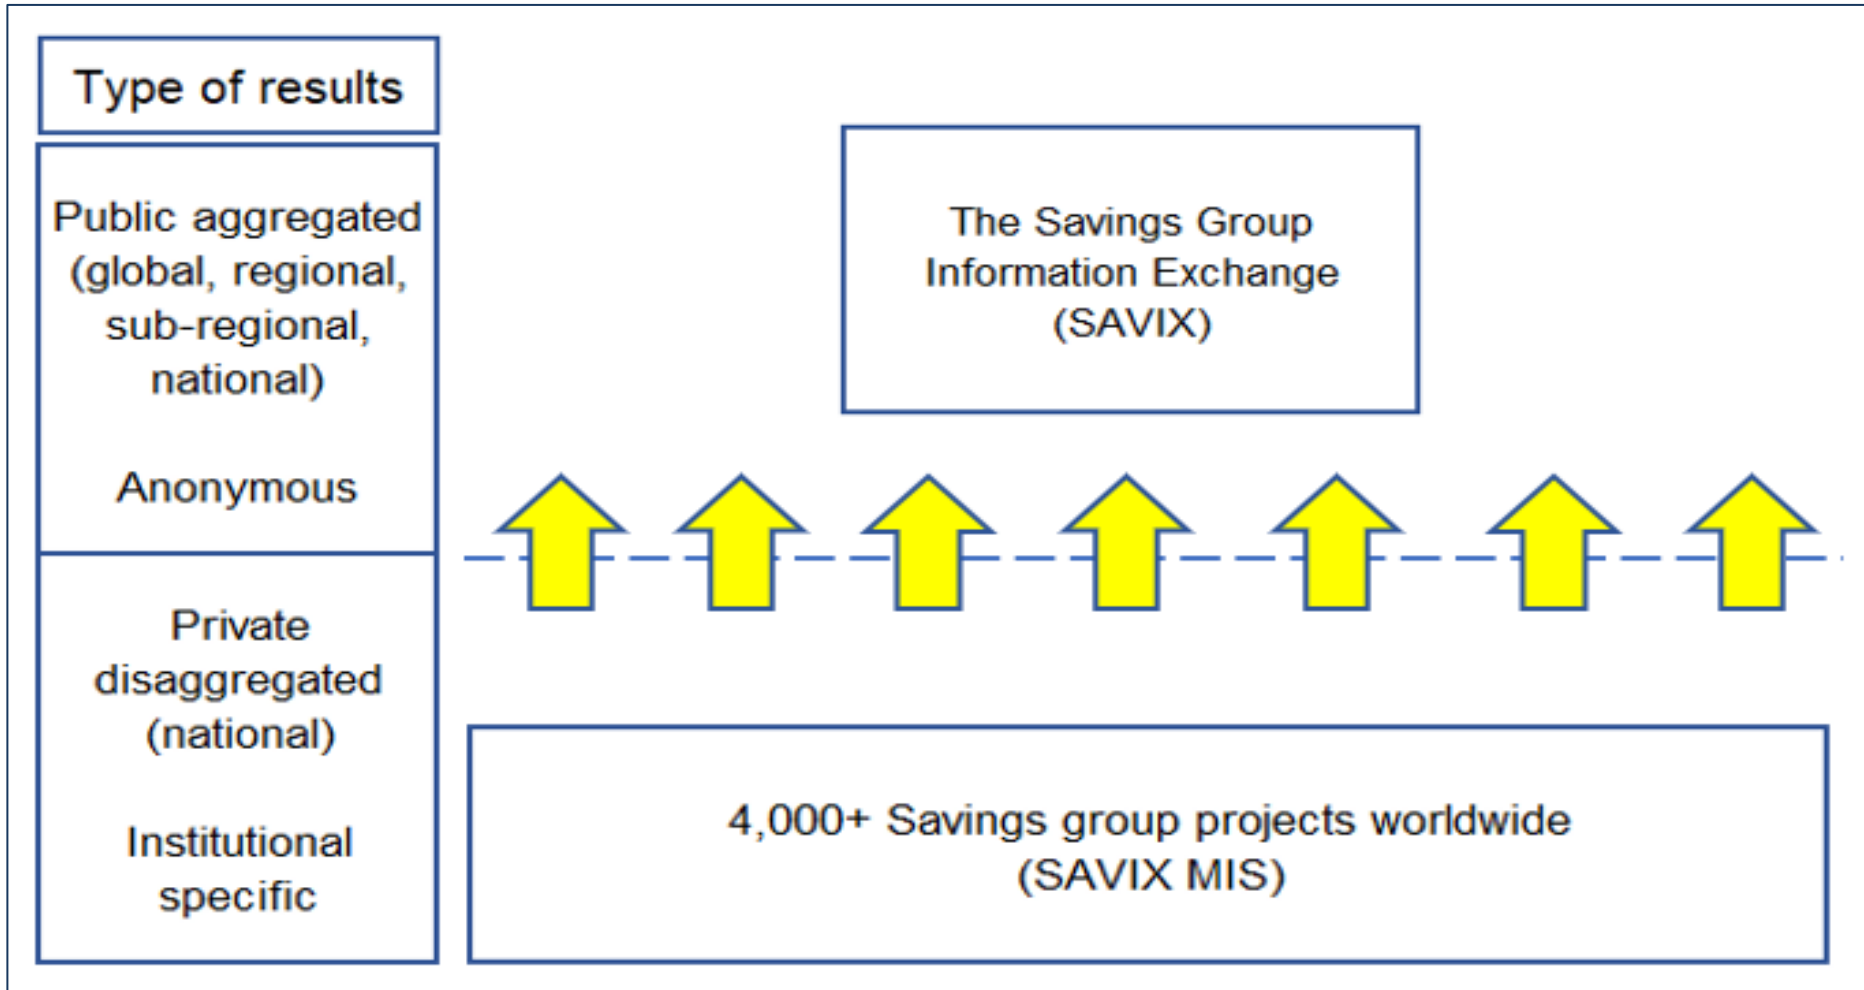 Type of results
Public aggregated
(global, regional,
sub-regional,
national)
Anonymous
Private
disaggregated
(national)
Institutional
specific
The Savings Group
Information Exchange
(SAVIX)
4,000+ Savings group projects worldwide
(SAVIX MIS)